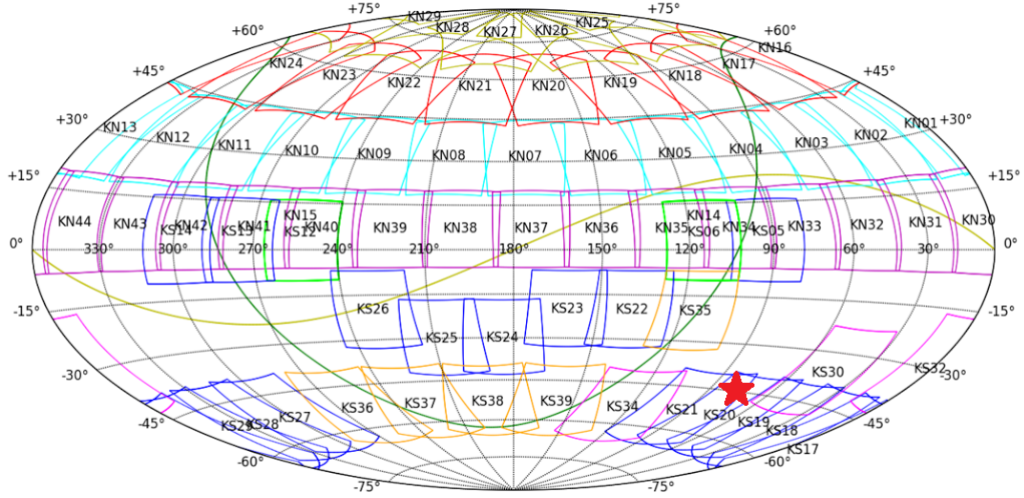 +75° +75°
KN29 KN28 KN27 KN26 KN25
+60° +60°
KN24 KN23 KN22 KN21 KN20 KN19 KN18 KN17 KN16
+45° +45°
+30° +30°
KN13 KN12 KN11 KN10 KN09 KN08 KN07 KN06 KN05 KN04 KN03 KN02 KN01
+15° +15°
KN44 KN43 KN42 KS14 KN41 KS13 KN15 KN40 KS12 KN39 KN38 KN37 KN36 KN35 KN14 KS06 KN34 KS05 KN33 KN32 KN31 KN30
0° 330° 300° 270° 240° 210° 180° 150° 120° 90° 60° 30° 0°
KS26 KS25 KS24 KS23 KS22 KS35
-15° -15°
-30° KS30 KS32 -30°
KS29 KS28 KS27 KS36 KS37 KS38 KS39 KS34 KS21 KS20 KS19 KS18 KS17
-45° -45°
-60° -60°
-75° -75°